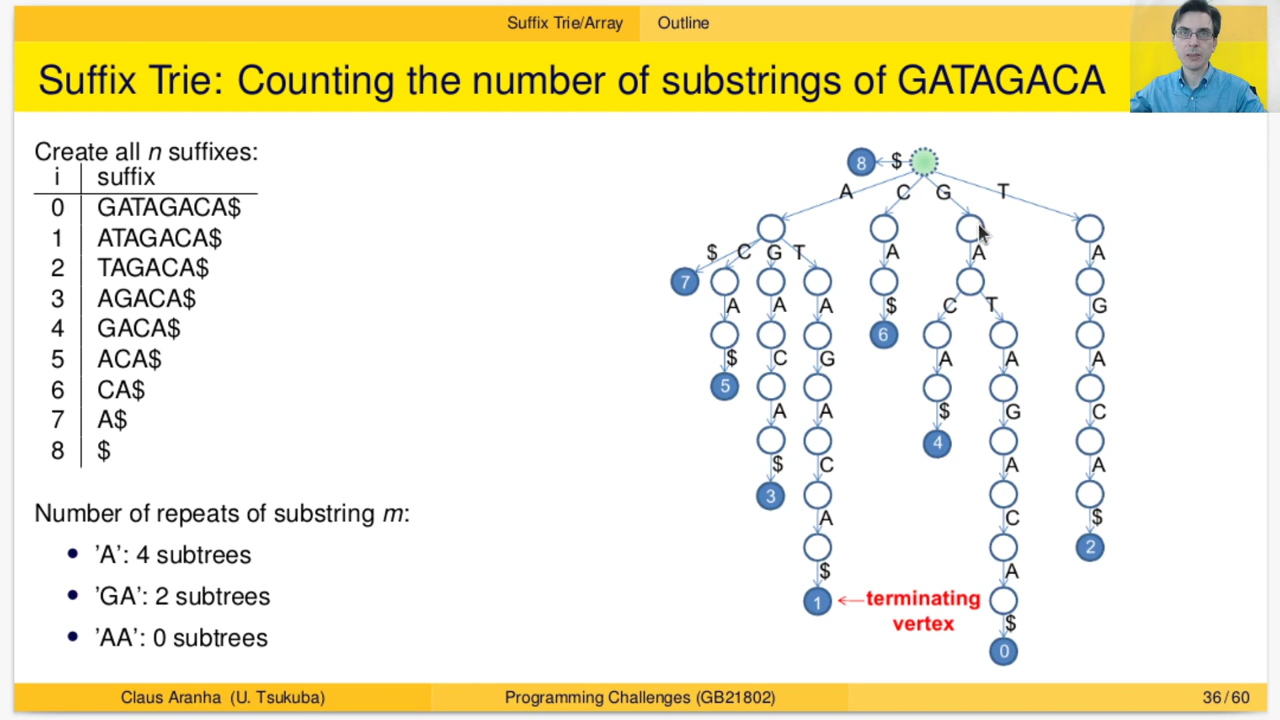 Suffix Trie/Array Outline
Suffix Trie: Counting the number of substrings of GATAGACA
Create all n suffixes:
i suffix
0 GATAGACA$
1 ATAGACA$
2 TAGACA$
3 AGACA$
4 GACA$
5 ACA$
6 CA$
7 A$
8 $
Number of repeats of substring m:
• 'A': 4 subtrees
• 'GA': 2 subtrees
• 'AA': 0 subtrees
8 $
A C G T
$ C G T A A A
7
A A A $ C T G
6
$ C G A A A
5
A A $ G C
4
$ C A A
3
A C $
2
$ A
1 ←terminating
vertex
$
0
Claus Aranha (U. Tsukuba) Programming Challenges (GB21802) 36/60